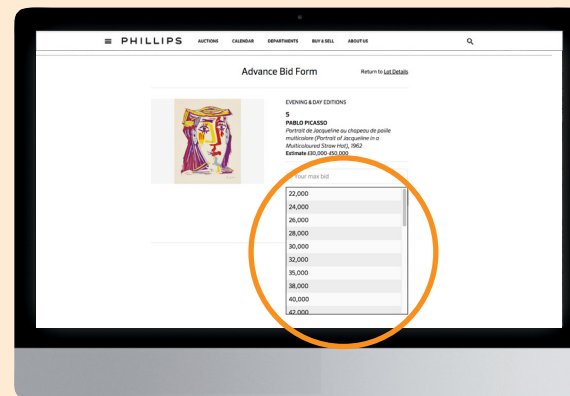 PHILLIPS AUCTIONS CALENDAR DEPARTMENTS BUY & SELL ABOUT US
Advance Bid Form
Return to Lot Details
EVENING & DAY EDITIONS
5
PABLO PICASSO
Portrait de Jacqueline au chapeau de paille
multicolore (Portrait of Jacqueline in a
Multicoloured Straw Hat), 1962
Estimate £30,000-£50,000
Your max bid
22,000
24,000
26,000
28,000
30,000
32,000
35,000
38,000
40,000
42,000